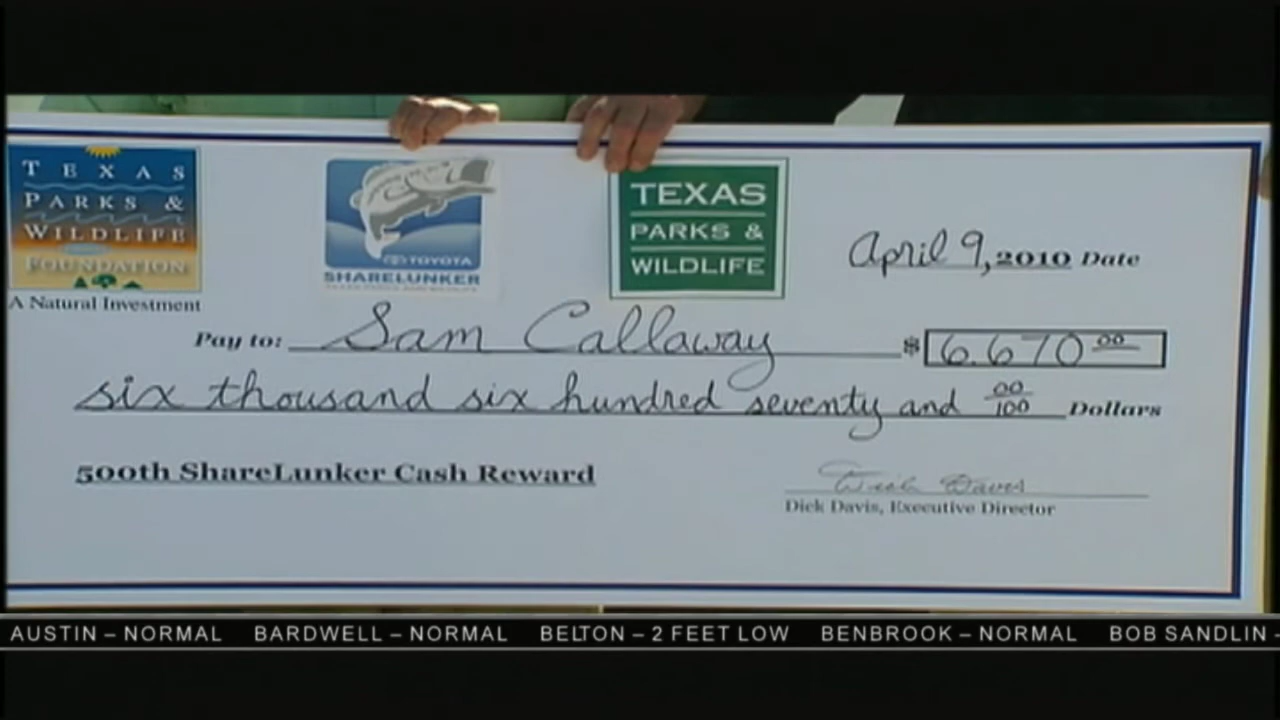 TEXAS
PARKS &
WILDLIFE
FOUNDATION
A Natural Investment
TOYOTA
SHARELUNKER
TEXAS
PARKS &
WILDLIFE
April 9, 2010 Date
Pay to: Sam Callaway $ 6.670 00
six thousand six hundred seventy and 00/100 Dollars
500th ShareLunker Cash Reward
Dick Davis
Dick Davis, Executive Director
AUSTIN – NORMAL BARDWELL – NORMAL BELTON – 2 FEET LOW BENBROOK – NORMAL BOB SANDLIN -